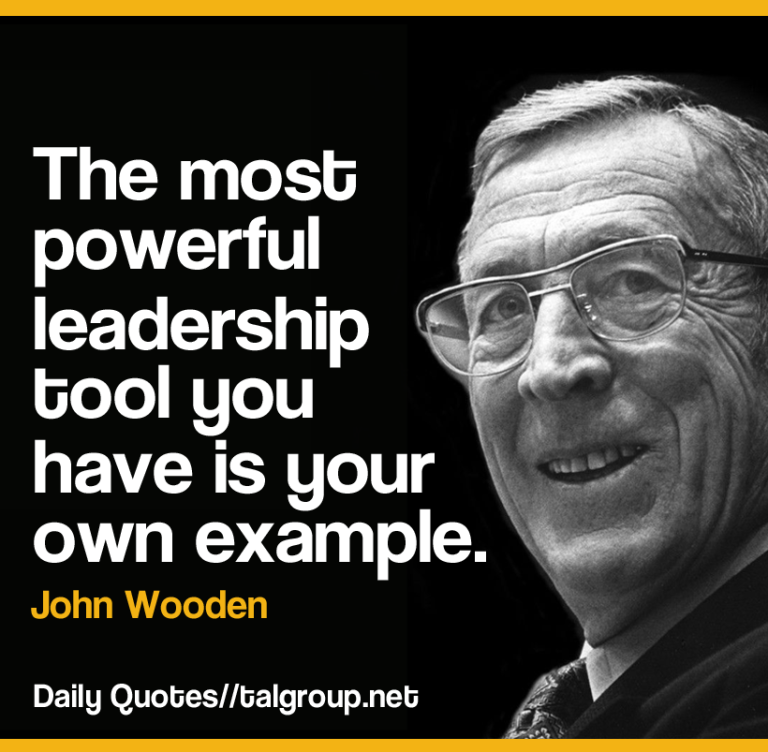 The most
powerful
leadership
tool you
have is your
own example.
John Wooden
Daily Quotes//talgroup.net